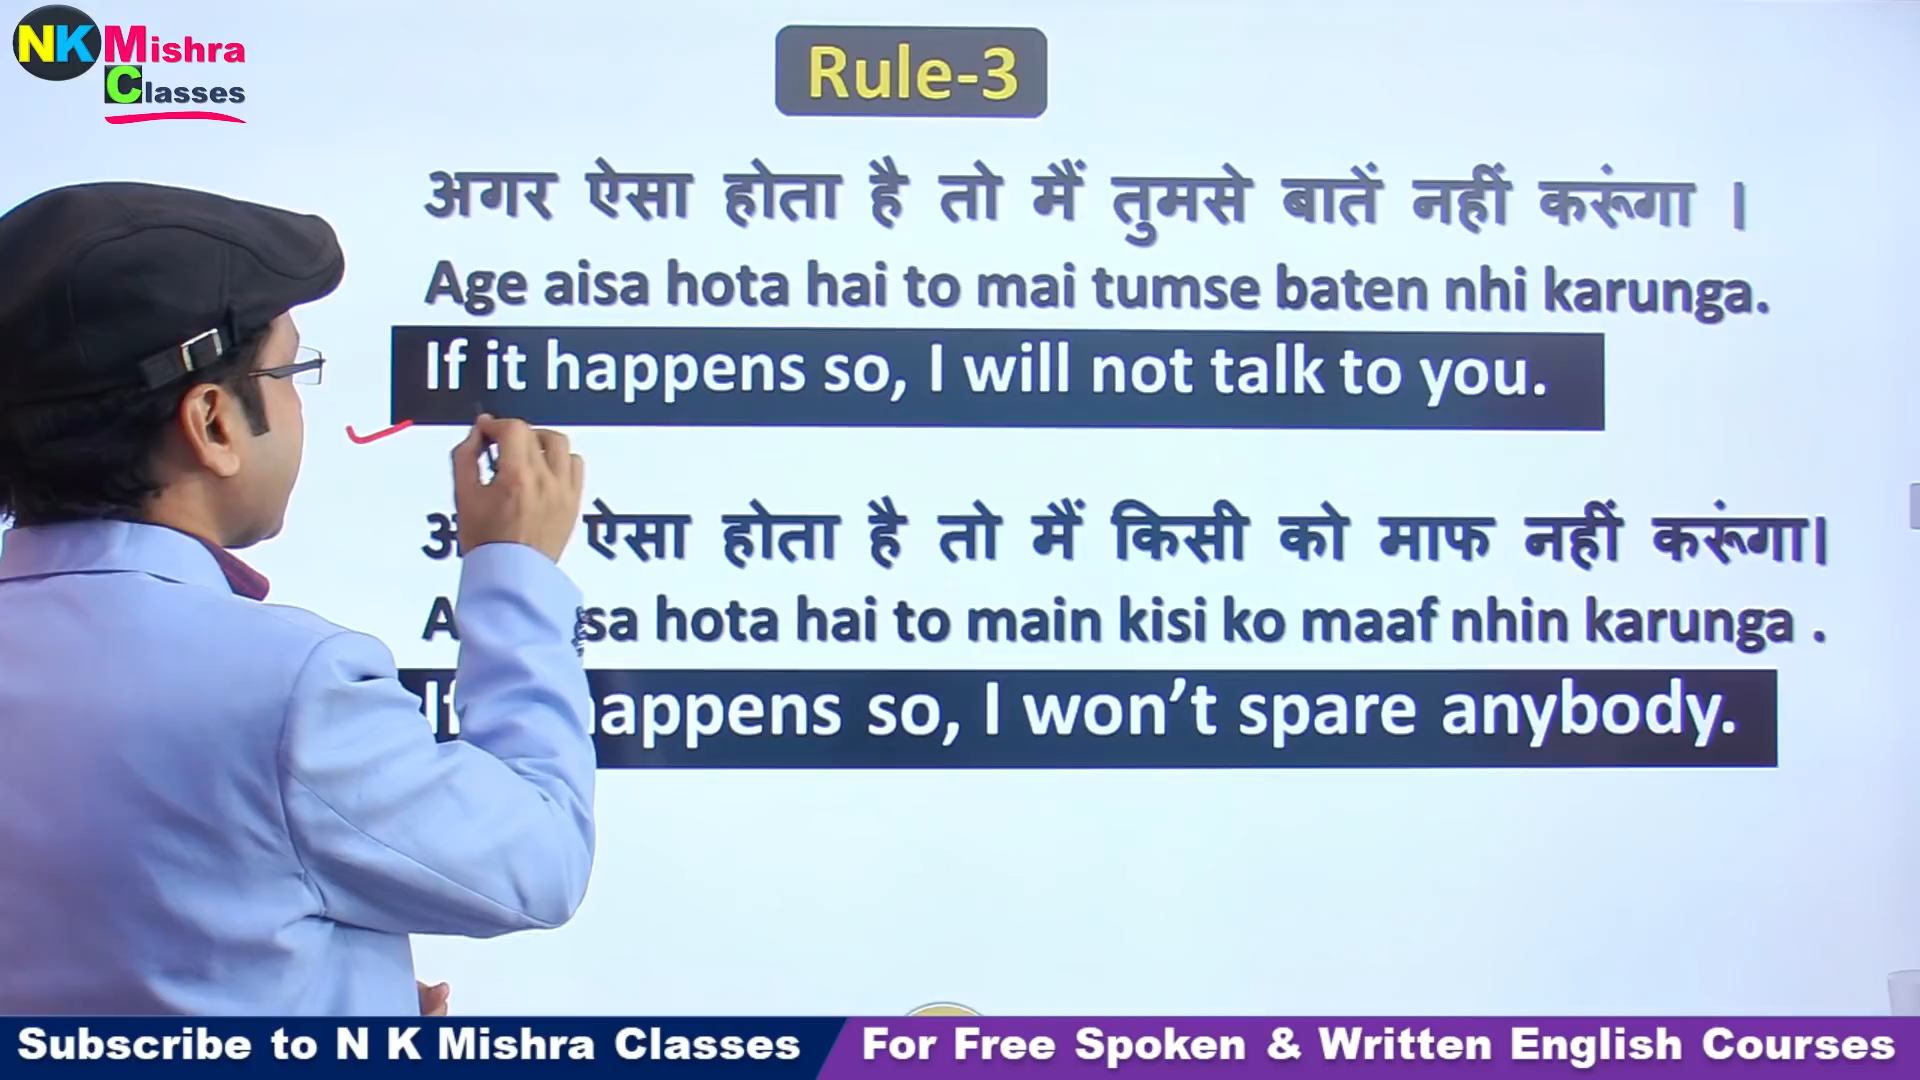 NK Mishra
Classes
Rule-3
अगर ऐसा होता है तो मैं तुमसे बातें नहीं करूंगा ।
Age aisa hota hai to mai tumse baten nhi karunga.
If it happens so, I will not talk to you.
ऐसा होता है तो मैं किसी को माफ नहीं करूंगा।
hota hai to main kisi ko maaf nhin karunga .
so, I won’t spare anybody.
Subscribe to N K Mishra Classes
For Free Spoken & Written English Courses